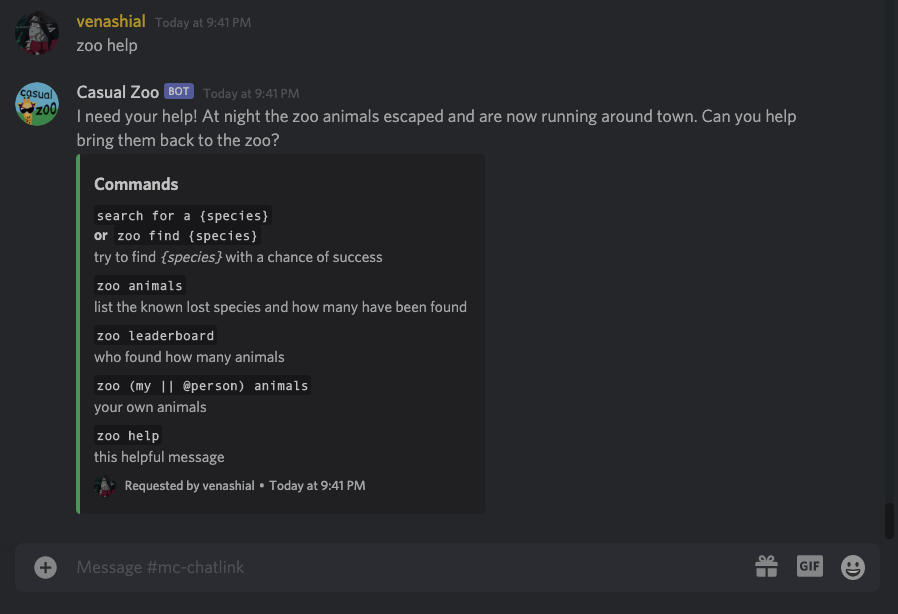 venashial Today at 9:41 PM
zoo help
casual
zoo
Casual Zoo BOT Today at 9:41 PM
I need your help! At night the zoo animals escaped and are now running around town. Can you help
bring them back to the zoo?
Commands
search for a {species}
or zoo find {species}
try to find {species} with a chance of success
zoo animals
list the known lost species and how many have been found
zoo leaderboard
who found how many animals
zoo (my || @person) animals
your own animals
zoo help
this helpful message
Requested by venashial • Today at 9:41 PM
Message #mc-chatlink
GIF